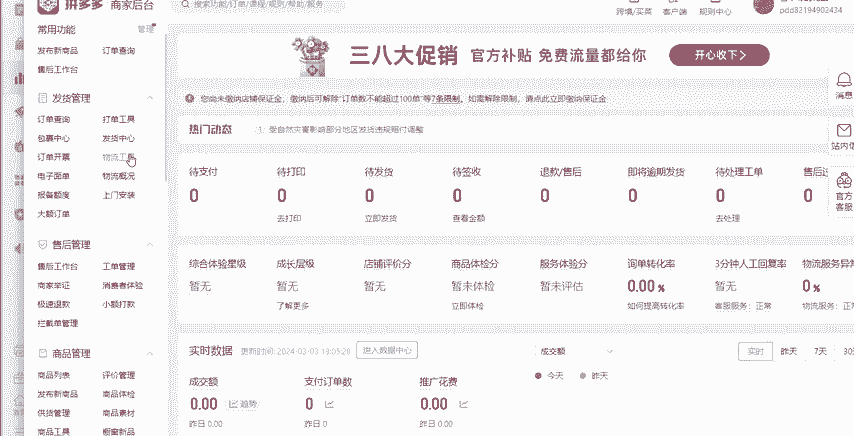 拼多多 商家后台
搜索功能/订单/课程/规则/帮助/服务
跨境/买菜 客户端 规则中心
pdd82194902434
常用功能 管理
发布新商品 订单查询
售后工作台
发货管理
订单查询 打单工具
包裹中心 发货中心
订单开票 物流工具
电子面单 物流概况
报备额度 上门安装
大额订单
售后管理
售后工作台 工单管理
商家举证 消费者体验
极速退款 小额打款
拦截单管理
商品管理
商品列表 评价管理
发布新商品 商品体检
供货管理 商品素材
商品工具 橱窗新品
三八大促销 官方补贴 免费流量都给你 开心收下
您尚未缴纳店铺保证金，缴纳后可解除“订单数不能超过100单”等7条限制。如需解除限制，请点此立即缴纳保证金
热门动态 1. 受自然灾害影响部分地区发货违规赔付调整
待支付 待打印 待发货 待签收 退款/售后 即将逾期发货 待处理工单
0 0 0 0 0 0 0 0
去打印 立即发货 查看金额 去处理
综合体验星级 成长层级 店铺评价分 商品体检分 服务体验分 询单转化率 3分钟人工回复率 物流服务异常
暂无 暂无 暂无 暂未体检 暂未评估 0.00% 暂无 0%
了解更多 立即体检 如何提高转化率 客服服务：正常 物流服务：正常
实时数据 进入数据中心
成交额 实时 昨天 7天
今天 昨天
成交额 支付订单数 推广花费
0.00 趋势 0 0.00
昨日 0.00 昨日 0 昨日 0.00
消息
站内信
官方
客服